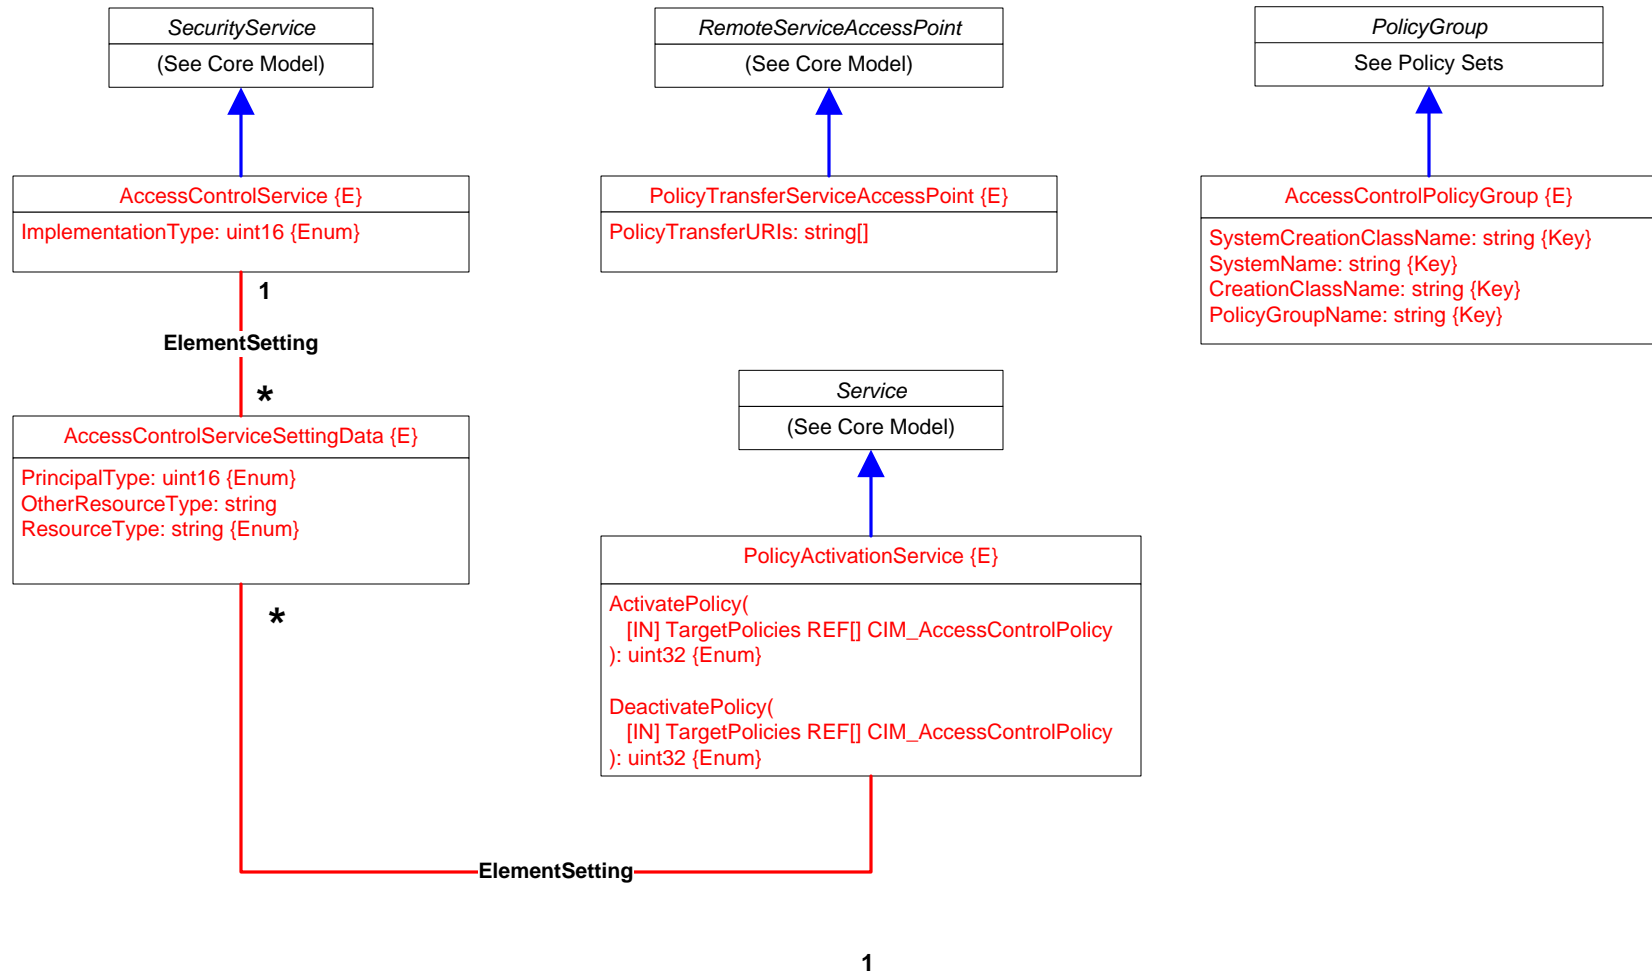 SecurityService
(See Core Model)
RemoteServiceAccessPoint
(See Core Model)
PolicyGroup
See Policy Sets
AccessControlService {E}
ImplementationType: uint16 {Enum}
PolicyTransferServiceAccessPoint {E}
PolicyTransferURIs: string[]
AccessControlPolicyGroup {E}
SystemCreationClassName: string {Key}
SystemName: string {Key}
CreationClassName: string {Key}
PolicyGroupName: string {Key}
1
ElementSetting
*
AccessControlServiceSettingData {E}
PrincipalType: uint16 {Enum}
OtherResourceType: string
ResourceType: string {Enum}
*
Service
(See Core Model)
PolicyActivationService {E}
ActivatePolicy(
[IN] TargetPolicies REF[] CIM_AccessControlPolicy
): uint32 {Enum}
DeactivatePolicy(
[IN] TargetPolicies REF[] CIM_AccessControlPolicy
): uint32 {Enum}
ElementSetting
1